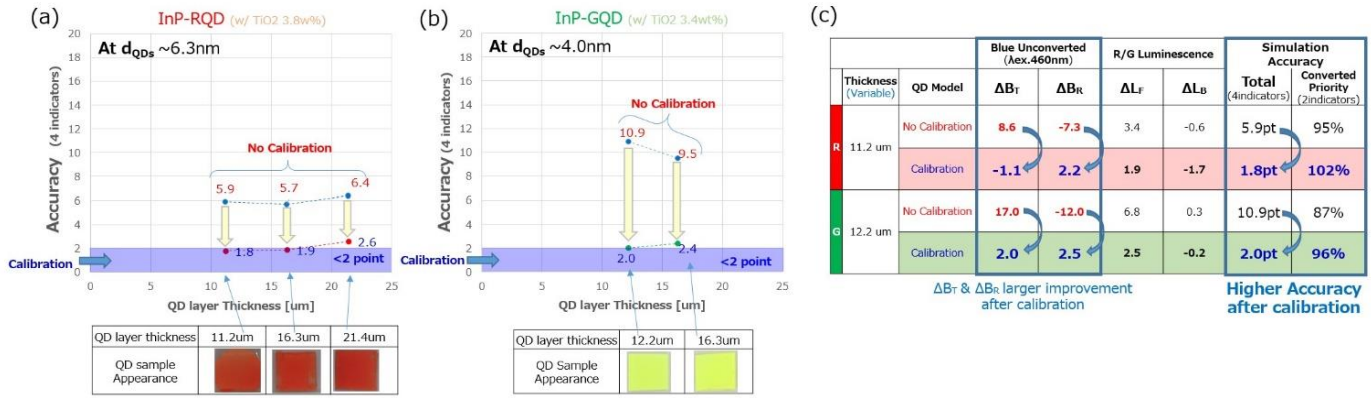 (a)
InP-RQD (w/ TiO2 3.8w%)
At dQDs ~6.3nm
Accuracy (4 indicators)
20
18
16
14
12
10
8
6
4
2
0
No Calibration
5.9
5.7
6.4
1.8
1.9
2.6
<2 point
Calibration
0
5
10
15
20
25
QD layer Thickness [um]
QD layer thickness 11.2um 16.3um 21.4um
QD sample
Appearance
(b)
InP-GQD (w/ TiO2 3.4wt%)
At dQDs ~4.0nm
Accuracy (4 indicators)
20
18
16
14
12
10
8
6
4
2
0
No Calibration
10.9
9.5
2.0
2.4
<2 point
Calibration
0
5
10
15
20
25
QD layer Thickness [um]
QD layer thickness 12.2um 16.3um
QD Sample
Appearance
(c)
Blue Unconverted
(λex.460nm)
R/G Luminescence
Simulation
Accuracy
Thickness
(Variable)
QD Model
ΔBT
ΔBR
ΔLF
ΔLB
Total
(4indicators)
Converted
Priority
(2indicators)
R
11.2 um
No Calibration 8.6 -7.3 3.4 -0.6 5.9pt 95%
Calibration -1.1 2.2 1.9 -1.7 1.8pt 102%
G
12.2 um
No Calibration 17.0 -12.0 6.8 0.3 10.9pt 87%
Calibration 2.0 2.5 2.5 -0.2 2.0pt 96%
ΔBT & ΔBR larger improvement
after calibration
Higher Accuracy
after calibration